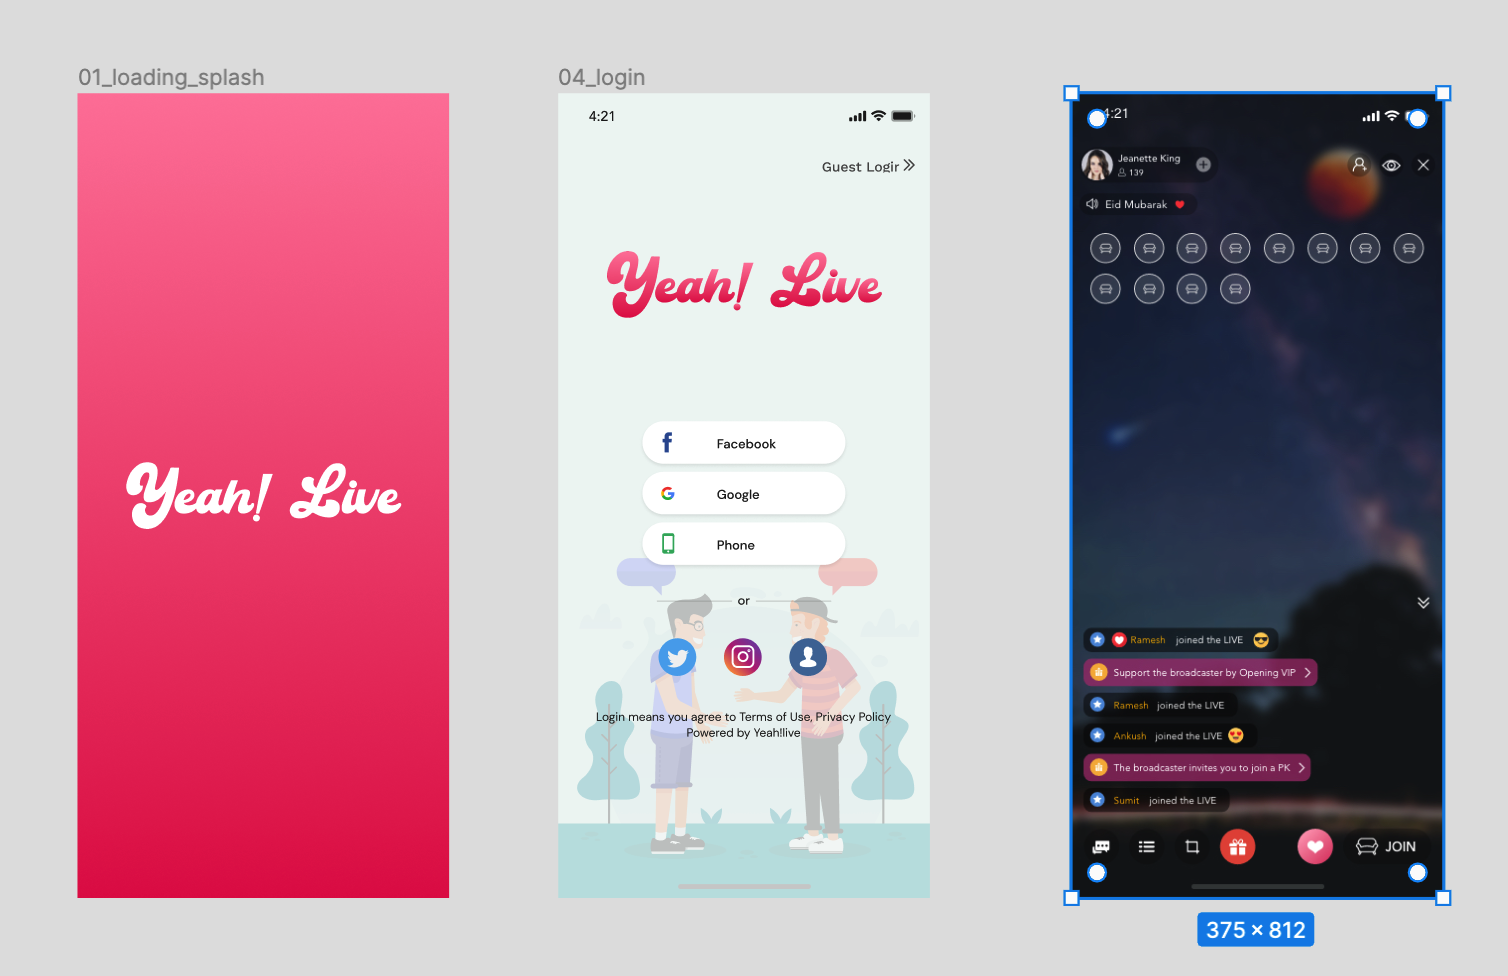 01_loading_splash
Yeah! Live
04_login
4:21
Guest Login
Yeah! Live
Facebook
Google
Phone
or
Login means you agree to Terms of Use, Privacy Policy
Powered by Yeah!live
4:21
Jeanette King
139
Eid Mubarak
Ramesh joined the LIVE
Support the broadcaster by Opening VIP
Ramesh joined the LIVE
Ankush joined the LIVE
The broadcaster invites you to join a PK
Sumit joined the LIVE
JOIN
375 × 812